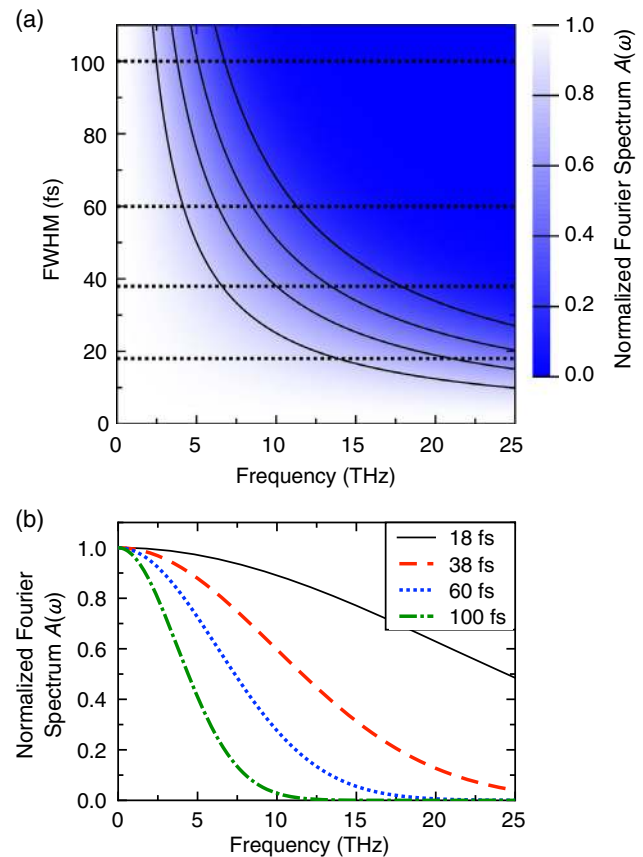 (a)
100
80
60
40
20
0
FWHM (fs)
0 5 10 15 20 25
Frequency (THz)
1.0
0.8
0.6
0.4
0.2
0.0
Normalized Fourier Spectrum A(ω)
(b)
1.0
0.8
0.6
0.4
0.2
0.0
Normalized Fourier
Spectrum A(ω)
18 fs
38 fs
60 fs
100 fs
0 5 10 15 20 25
Frequency (THz)